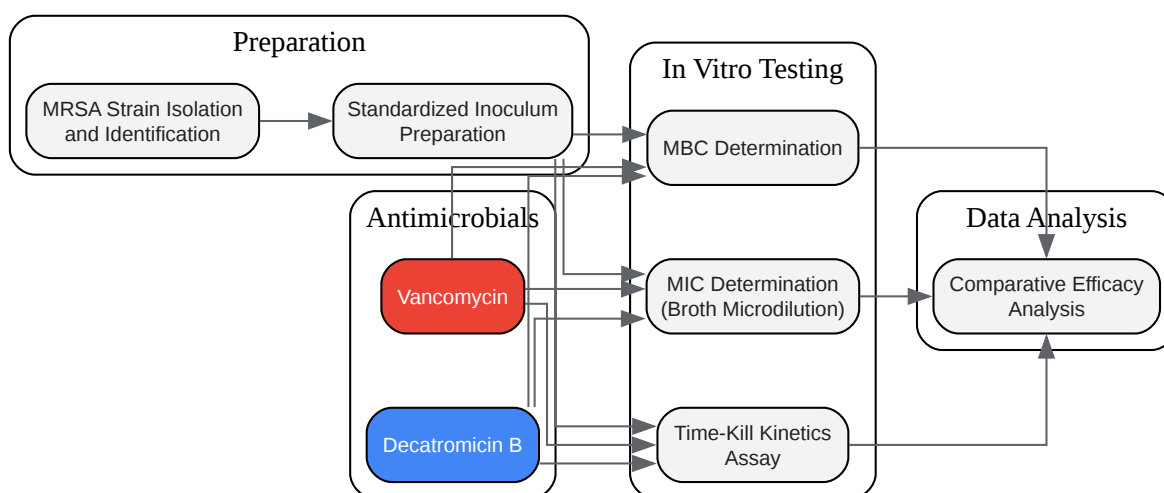 Preparation
MRSA Strain Isolation
and Identification
Standardized Inoculum
Preparation
Antimicrobials
Vancomycin
Decatromicin B
In Vitro Testing
MBC Determination
MIC Determination
(Broth Microdilution)
Time-Kill Kinetics
Assay
Data Analysis
Comparative Efficacy
Analysis